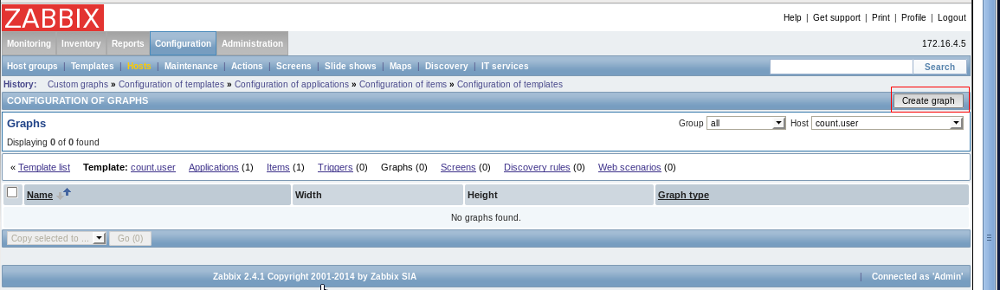 ZABBIX
Help | Get support | Print | Profile | Logout
Monitoring Inventory Reports Configuration Administration 172.16.4.5
Host groups | Templates | Hosts | Maintenance | Actions | Screens | Slide shows | Maps | Discovery | IT services Search
History: Custom graphs » Configuration of templates » Configuration of applications » Configuration of items » Configuration of templates
CONFIGURATION OF GRAPHS Create graph
Graphs Group all Host count.user
Displaying 0 of 0 found
« Template list Template: count.user Applications (1) Items (1) Triggers (0) Graphs (0) Screens (0) Discovery rules (0) Web scenarios (0)
Name Width Height Graph type
No graphs found.
Copy selected to ... Go (0)
Zabbix 2.4.1 Copyright 2001-2014 by Zabbix SIA | Connected as 'Admin'